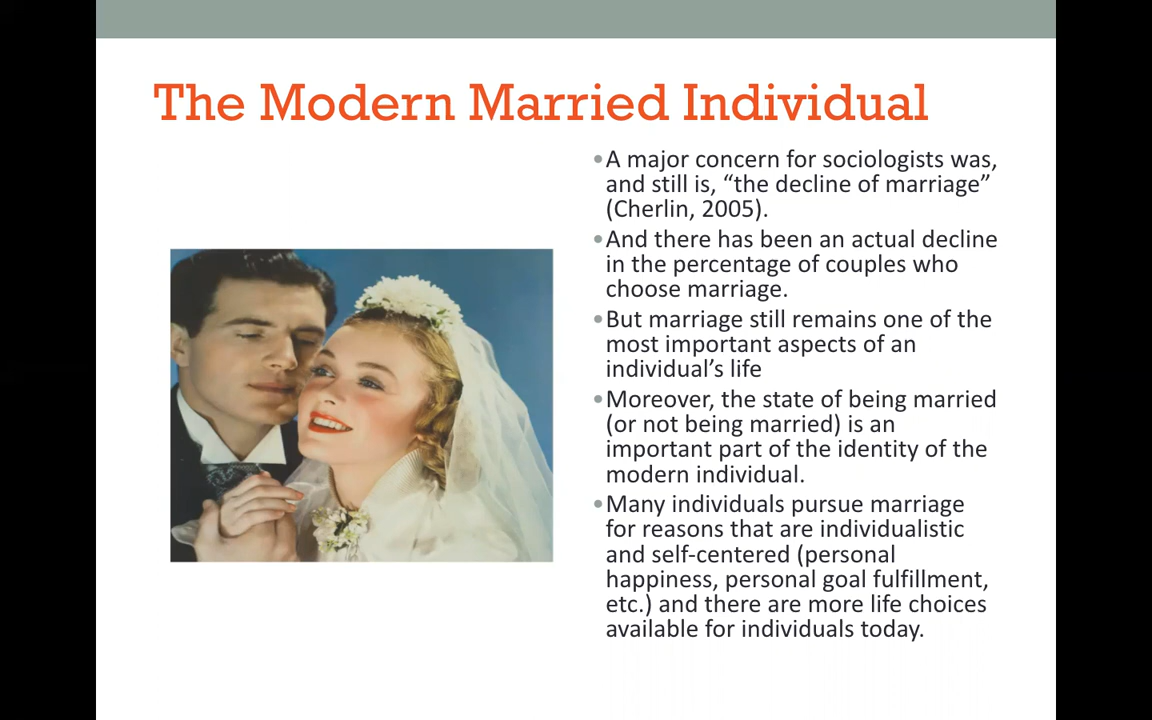 The Modern Married Individual
•A major concern for sociologists was,
and still is, “the decline of marriage”
(Cherlin, 2005).
•And there has been an actual decline
in the percentage of couples who
choose marriage.
•But marriage still remains one of the
most important aspects of an
individual’s life
•Moreover, the state of being married
(or not being married) is an
important part of the identity of the
modern individual.
•Many individuals pursue marriage
for reasons that are individualistic
and self-centered (personal
happiness, personal goal fulfillment,
etc.) and there are more life choices
available for individuals today.